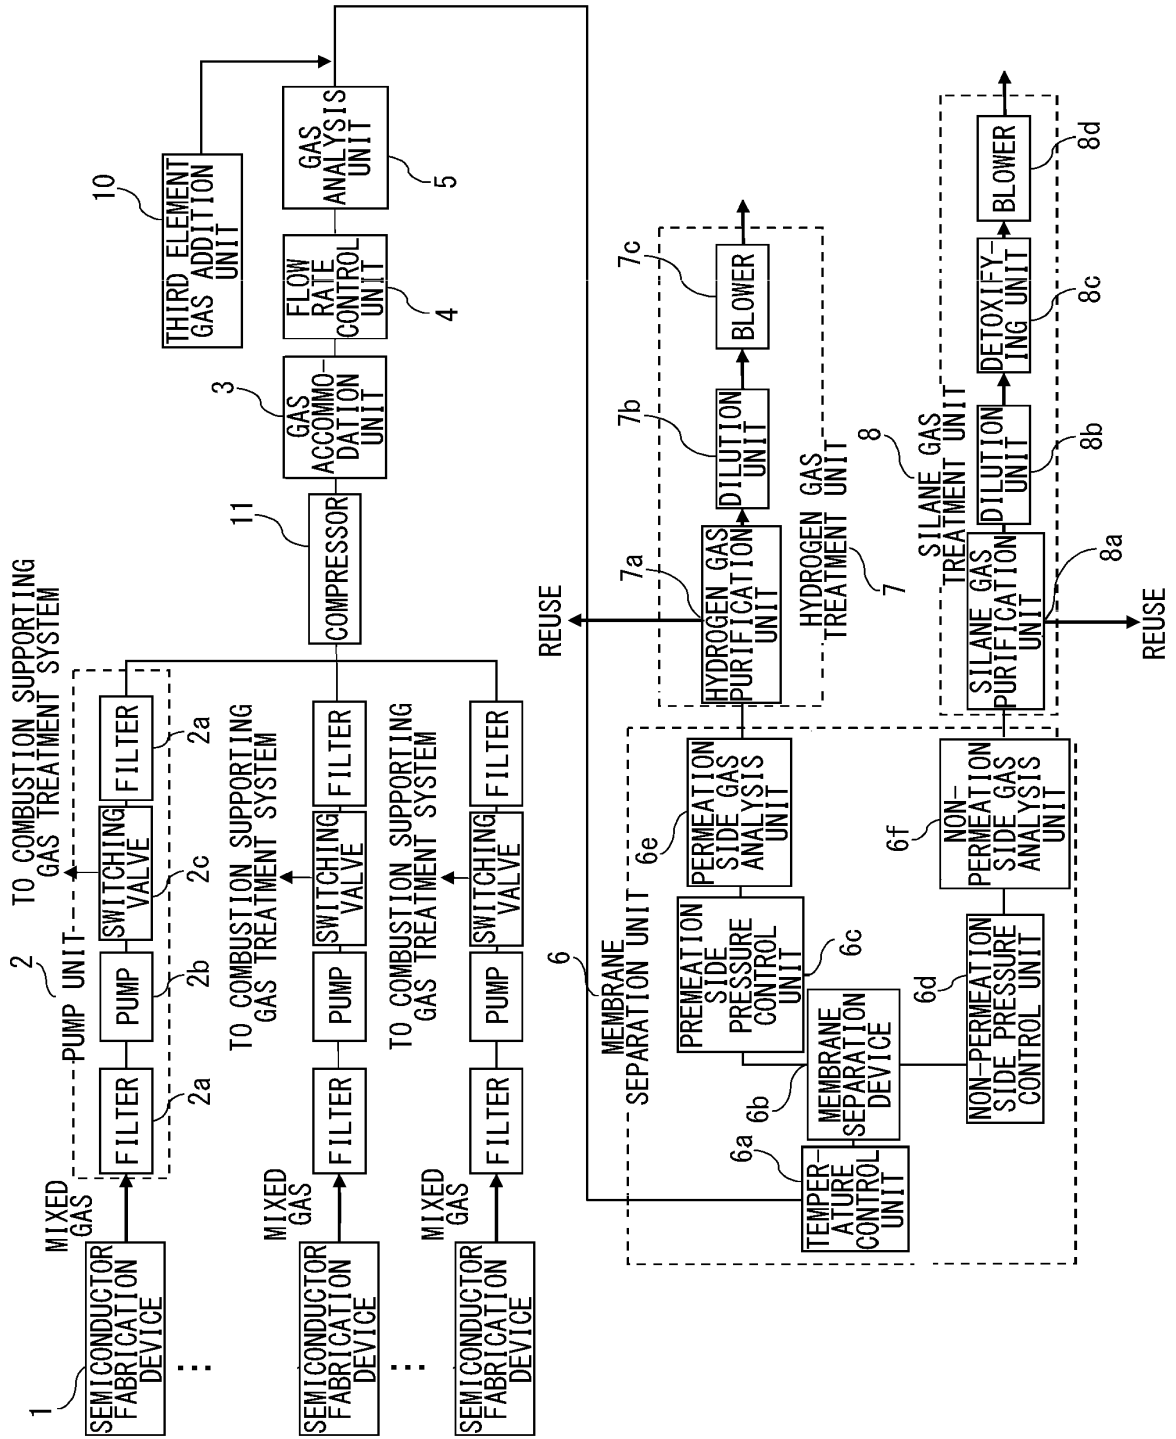 1
SEMICONDUCTOR
FABRICATION
DEVICE
MIXED
GAS
2
PUMP UNIT
FILTER
2a
PUMP
2b
SWITCHING
VALVE
2c
FILTER
2a
TO COMBUSTION SUPPORTING
GAS TREATMENT SYSTEM
...
SEMICONDUCTOR
FABRICATION
DEVICE
MIXED
GAS
FILTER
PUMP
SWITCHING
VALVE
FILTER
TO COMBUSTION SUPPORTING
GAS TREATMENT SYSTEM
...
SEMICONDUCTOR
FABRICATION
DEVICE
MIXED
GAS
FILTER
PUMP
SWITCHING
VALVE
FILTER
TO COMBUSTION SUPPORTING
GAS TREATMENT SYSTEM
11
COMPRESSOR
3
GAS
ACCOMMO-
DATION
UNIT
FLOW
RATE
CONTROL
UNIT
4
GAS
ANALYSIS
UNIT
5
10
THIRD ELEMENT
GAS ADDITION
UNIT
6
MEMBRANE
SEPARATION UNIT
6a
TEMPER-
ATURE
CONTROL
UNIT
6b
MEMBRANE
SEPARATION
DEVICE
PREMEATION
SIDE
PRESSURE
CONTROL
UNIT
6c
6d
NON-PERMEATION
SIDE PRESSURE
CONTROL UNIT
6e
PERMEATION
SIDE GAS
ANALYSIS
UNIT
6f
NON-
PERMEATION
SIDE GAS
ANALYSIS
UNIT
REUSE
7a
HYDROGEN GAS
PURIFICATION
UNIT
7b
DILUTION
UNIT
7c
BLOWER
HYDROGEN GAS
TREATMENT UNIT
7
8
SILANE GAS
TREATMENT UNIT
SILANE GAS
PURIFICATION
UNIT
8a
DILUTION
UNIT
8b
DETOXIFY-
ING UNIT
8c
BLOWER
8d
REUSE